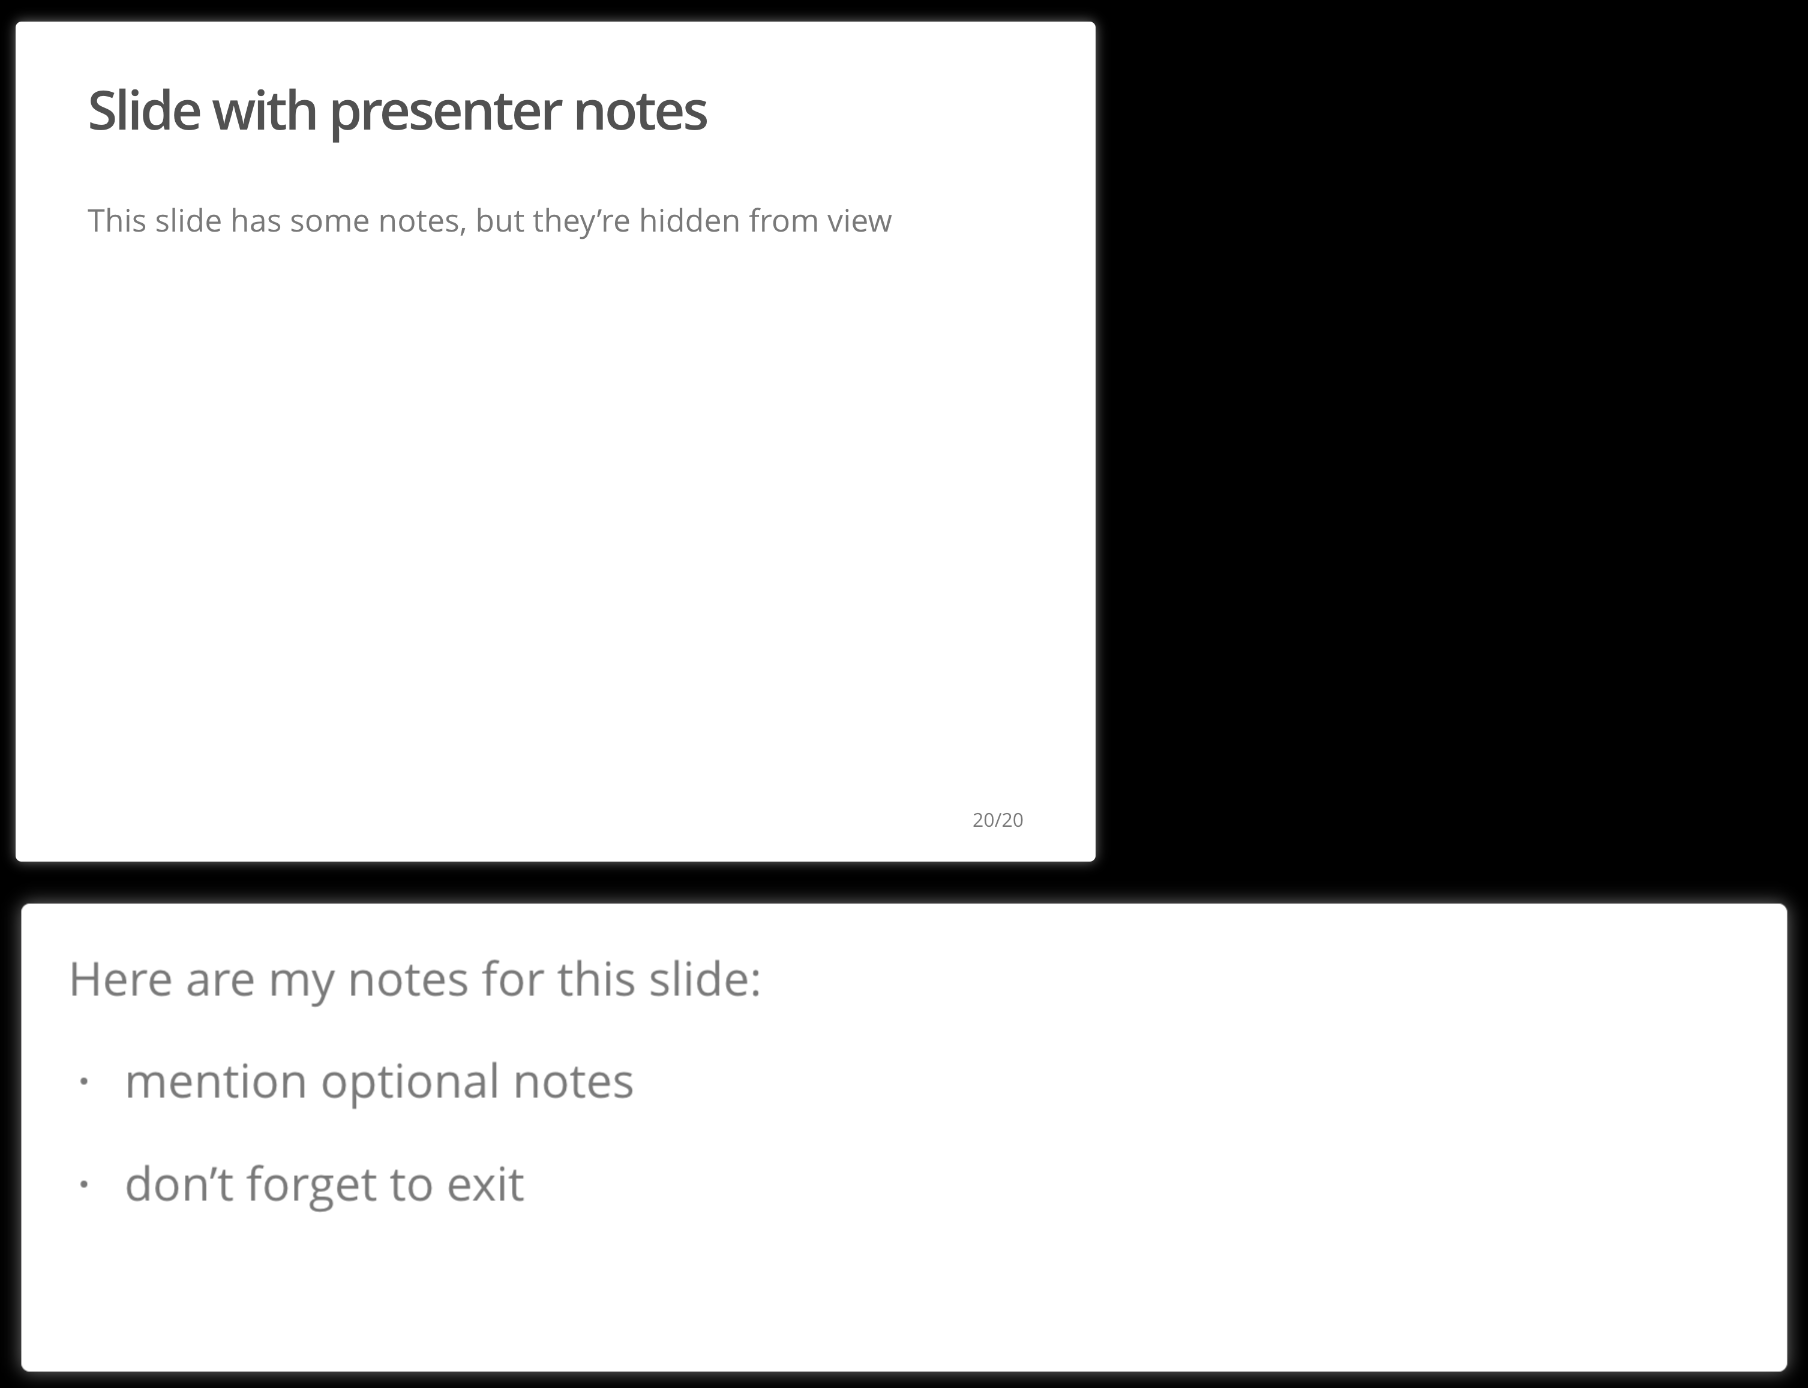 Slide with presenter notes
This slide has some notes, but they’re hidden from view
20/20
Here are my notes for this slide:
· mention optional notes
· don’t forget to exit